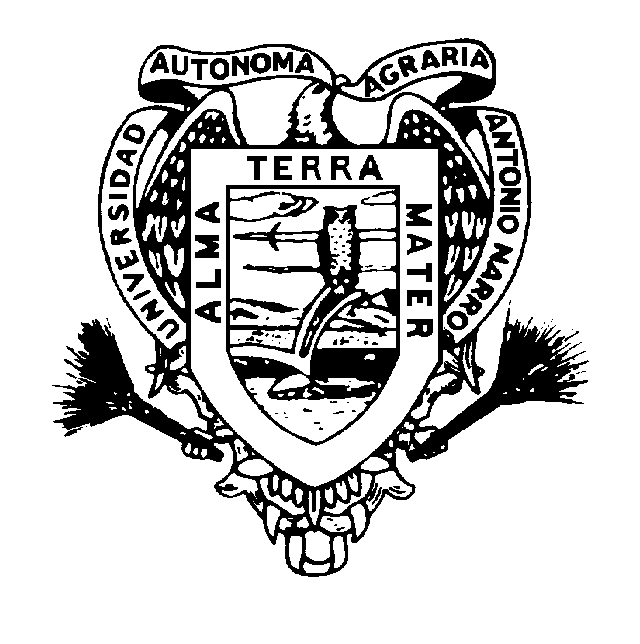 UNIVERSIDAD
AUTONOMA
AGRARIA
ANTONIO NARRO
ALMA
TERRA
MATER